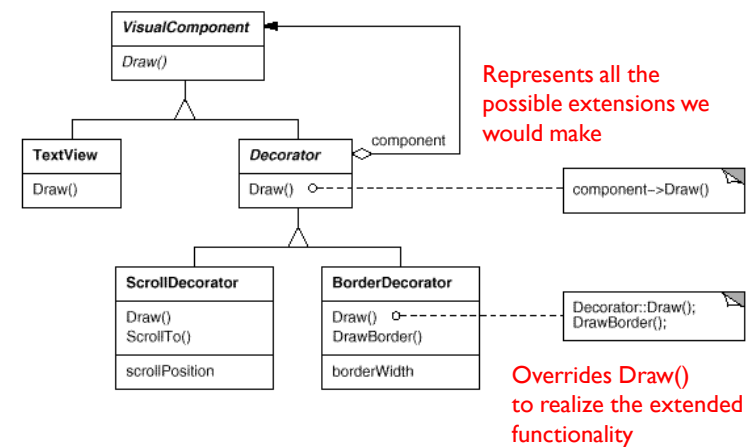 VisualComponent
Draw()
Represents all the
possible extensions we
would make
component
TextView
Draw()
Decorator
Draw()
component->Draw()
ScrollDecorator
Draw()
ScrollTo()
scrollPosition
BorderDecorator
Draw()
DrawBorder()
borderWidth
Decorator::Draw();
DrawBorder();
Overrides Draw()
to realize the extended
functionality